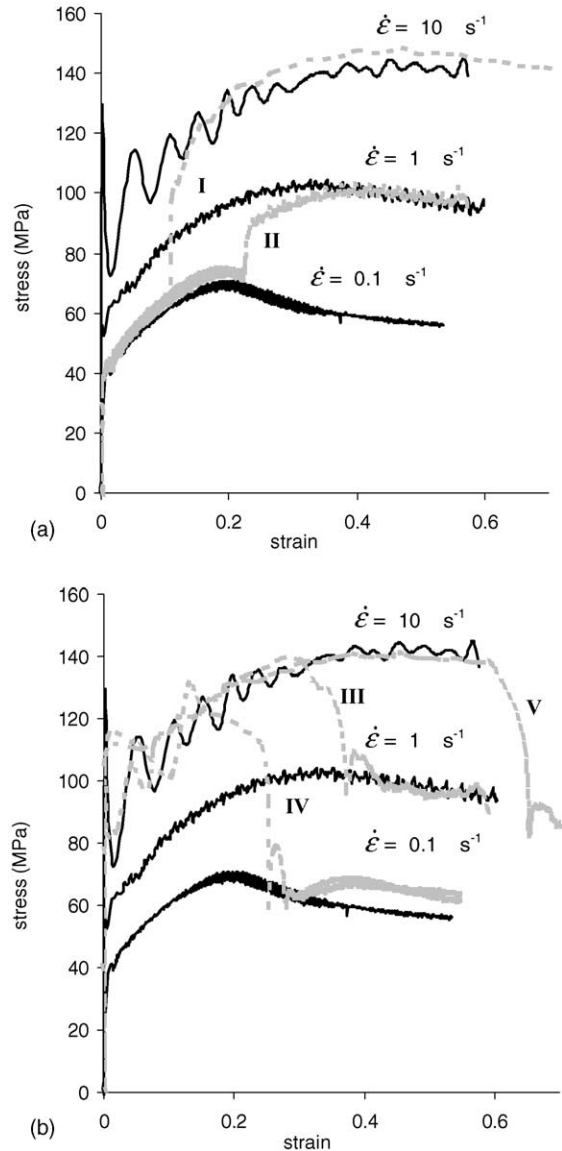 160
ε̇ = 10 s⁻¹
140
120
ε̇ = 1 s⁻¹
100
I
II
80
ε̇ = 0.1 s⁻¹
60
40
20
0
stress (MPa)
0 0.2 0.4 0.6
(a) strain
160
ε̇ = 10 s⁻¹
140
III V
120
ε̇ = 1 s⁻¹
100
IV
ε̇ = 0.1 s⁻¹
80
60
40
20
0
stress (MPa)
0 0.2 0.4 0.6
(b) strain